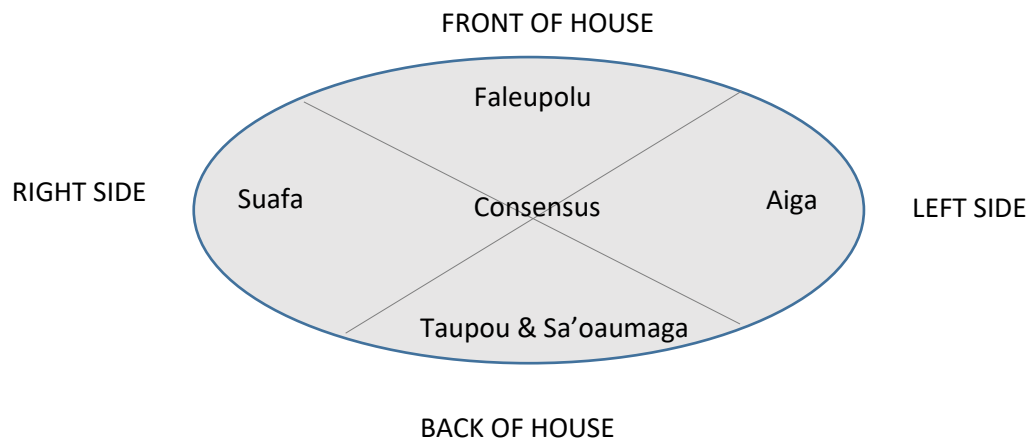 FRONT OF HOUSE
Faleupolu
RIGHT SIDE
Suafa
Consensus
Aiga
LEFT SIDE
Taupou & Sa’oaumaga
BACK OF HOUSE